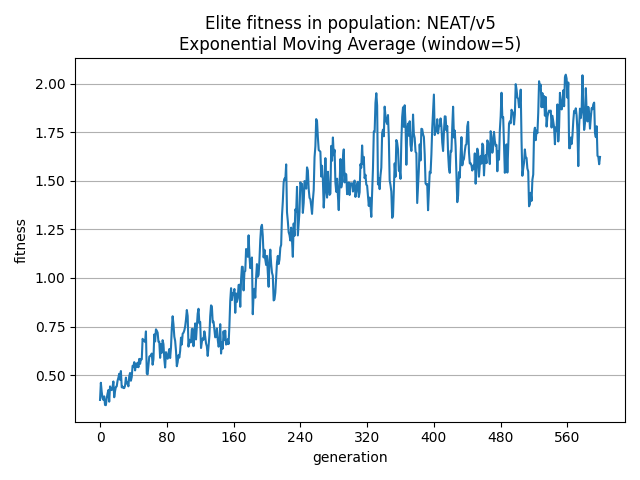 Elite fitness in population: NEAT/v5
Exponential Moving Average (window=5)
2.00
1.75
1.50
1.25
1.00
0.75
0.50
fitness
0 80 160 240 320 400 480 560
generation